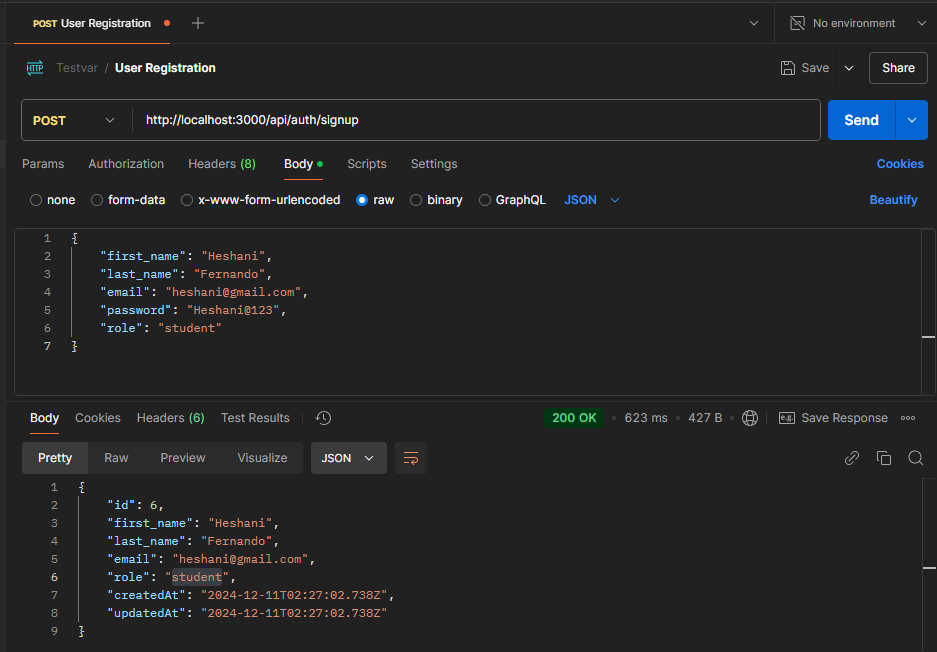 POST User Registration
No environment
HTTP Testvar / User Registration
Save
Share
POST http://localhost:3000/api/auth/signup
Send
Params Authorization Headers (8) Body Scripts Settings Cookies
none form-data x-www-form-urlencoded raw binary GraphQL JSON Beautify
1 {
2 "first_name": "Heshani",
3 "last_name": "Fernando",
4 "email": "heshani@gmail.com",
5 "password": "Heshani@123",
6 "role": "student"
7 }
Body Cookies Headers (6) Test Results 200 OK • 623 ms • 427 B • e.g. Save Response
Pretty Raw Preview Visualize JSON
1 {
2 "id": 6,
3 "first_name": "Heshani",
4 "last_name": "Fernando",
5 "email": "heshani@gmail.com",
6 "role": "student",
7 "createdAt": "2024-12-11T02:27:02.738Z",
8 "updatedAt": "2024-12-11T02:27:02.738Z"
9 }